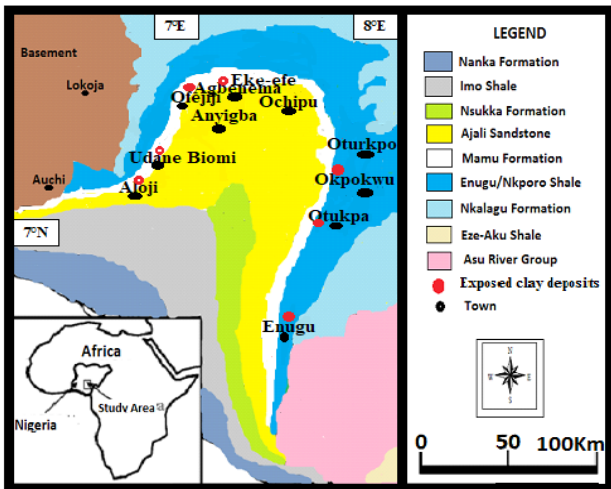 7°E
8°E
Basement
Lokoja
Eke-efe
Agbenema
Ofejiji
Ochipu
Anyigba
Oturkpo
Udane Biomi
Okpokwu
Auchi
Aloji
Otukpa
7°N
Enugu
Africa
Nigeria
Study Area
a
LEGEND
Nanka Formation
Imo Shale
Nsukka Formation
Ajali Sandstone
Mamu Formation
Enugu/Nkporo Shale
Nkalagu Formation
Eze-Aku Shale
Asu River Group
Exposed clay deposits
Town
N
W E
S
0 50 100Km